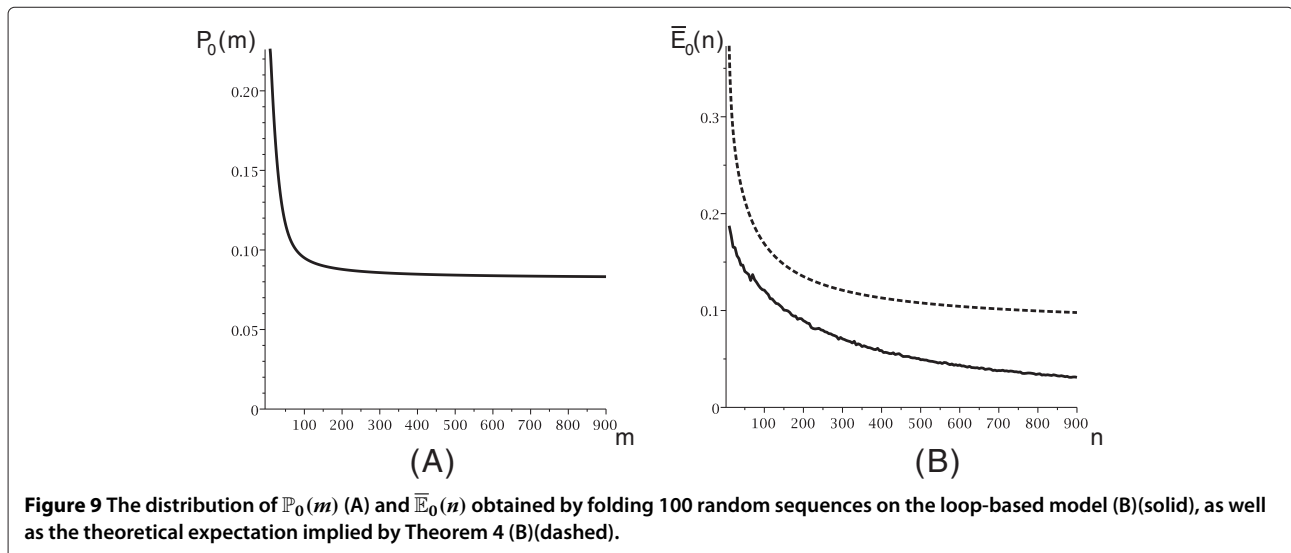 P₀(m)
0.20
0.15
0.10
0.05
0
100 200 300 400 500 600 700 800 900
m
(A)
E̅₀(n)
0.3
0.2
0.1
0
100 200 300 400 500 600 700 800 900
n
(B)
Figure 9 The distribution of ℙ₀(m) (A) and 𝔼̅₀(n) obtained by folding 100 random sequences on the loop-based model (B)(solid), as well
as the theoretical expectation implied by Theorem 4 (B)(dashed).